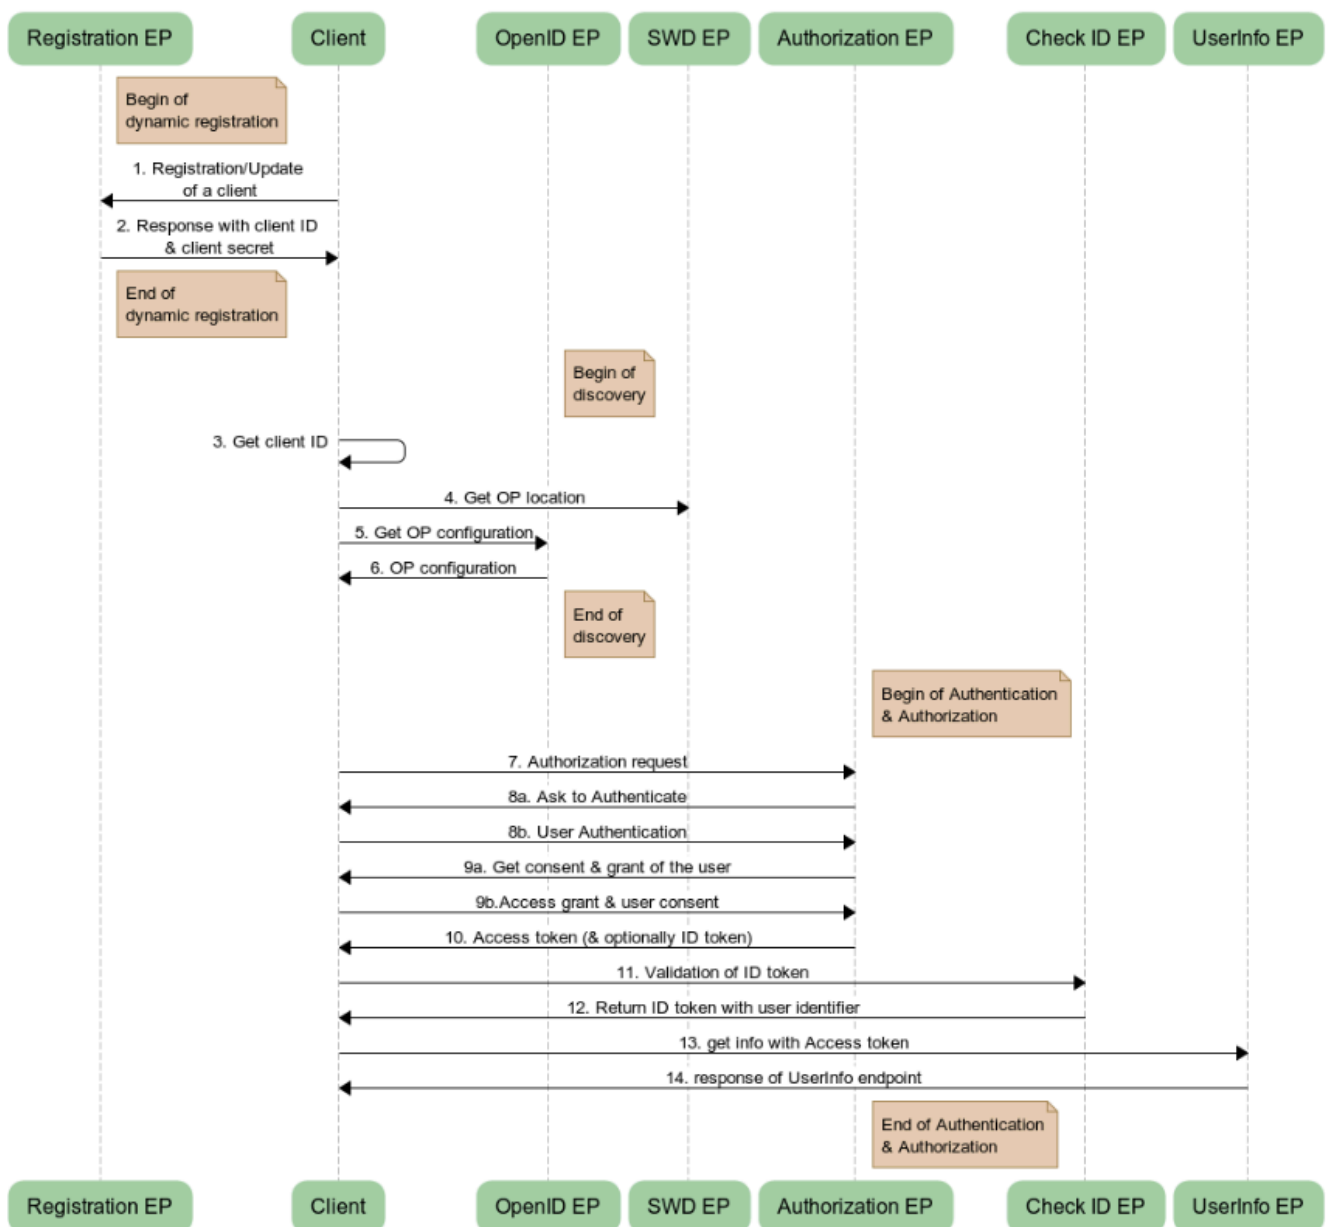 Registration EP
Client
OpenID EP
SWD EP
Authorization EP
Check ID EP
UserInfo EP
Begin of
dynamic registration
1. Registration/Update
of a client
2. Response with client ID
& client secret
End of
dynamic registration
Begin of
discovery
3. Get client ID
4. Get OP location
5. Get OP configuration
6. OP configuration
End of
discovery
Begin of Authentication
& Authorization
7. Authorization request
8a. Ask to Authenticate
8b. User Authentication
9a. Get consent & grant of the user
9b.Access grant & user consent
10. Access token (& optionally ID token)
11. Validation of ID token
12. Return ID token with user identifier
13. get info with Access token
14. response of UserInfo endpoint
End of Authentication
& Authorization
Registration EP
Client
OpenID EP
SWD EP
Authorization EP
Check ID EP
UserInfo EP